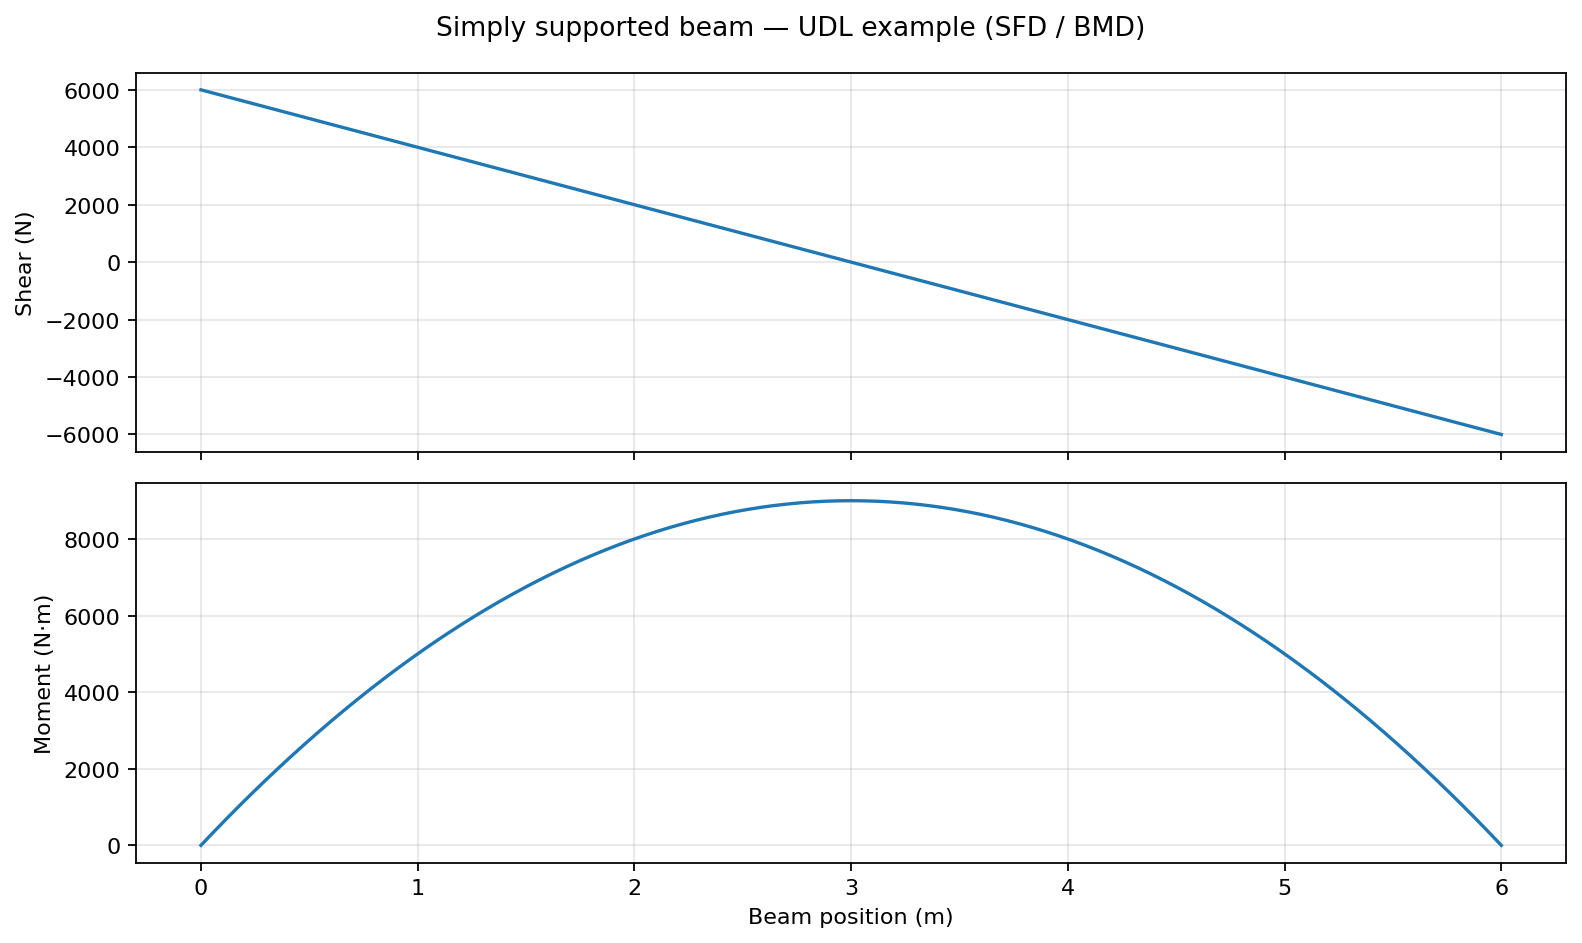 Simply supported beam — UDL example (SFD / BMD)
6000
4000
2000
0
−2000
−4000
−6000
Shear (N)
8000
6000
4000
2000
0
Moment (N·m)
0 1 2 3 4 5 6
Beam position (m)